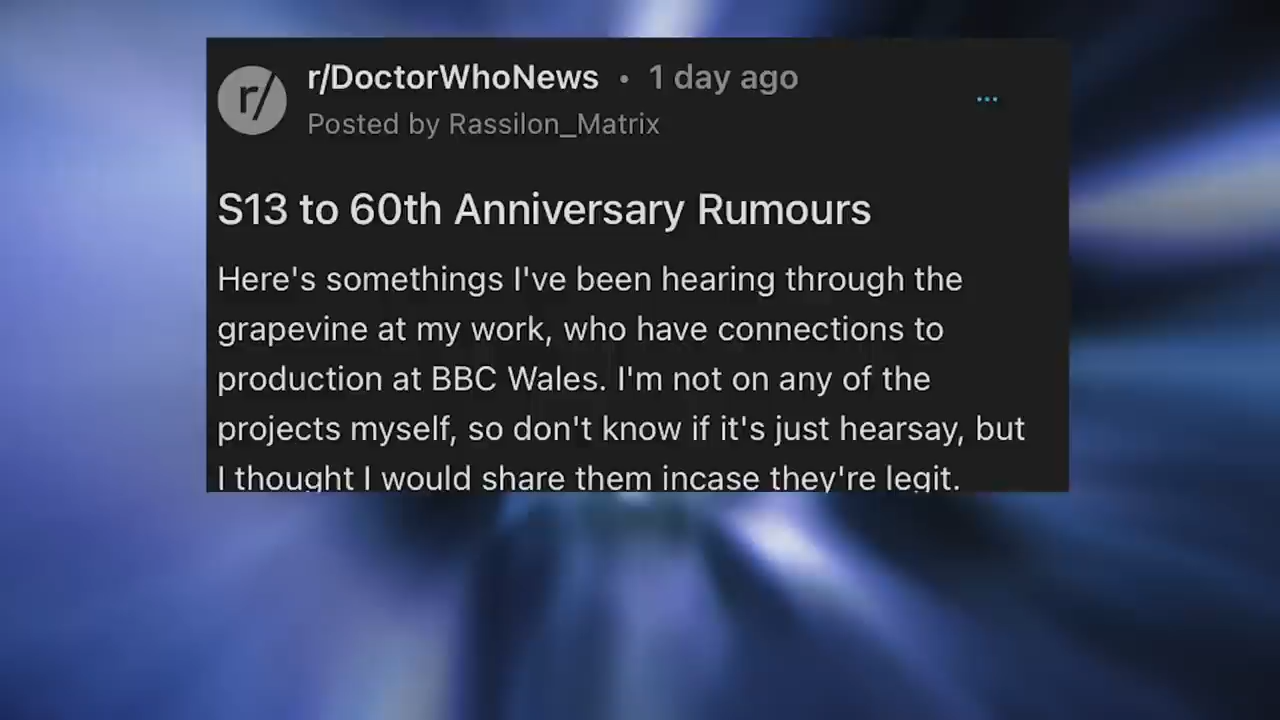 r/
r/DoctorWhoNews • 1 day ago
...
Posted by Rassilon_Matrix
S13 to 60th Anniversary Rumours
Here's somethings I've been hearing through the
grapevine at my work, who have connections to
production at BBC Wales. I'm not on any of the
projects myself, so don't know if it's just hearsay, but
I thought I would share them incase they're legit.